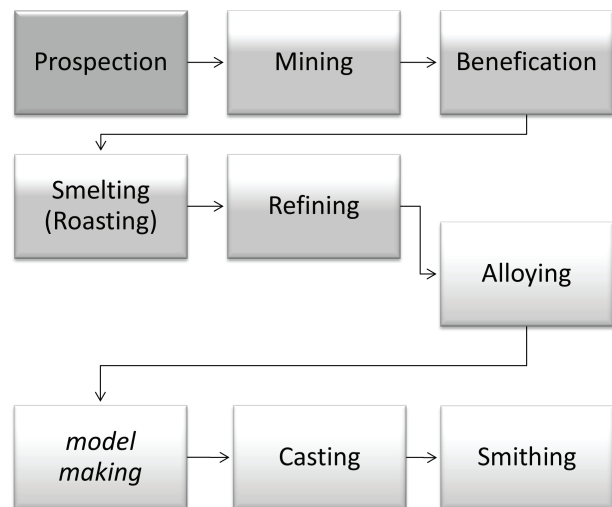 Prospection
Mining
Benefication
Smelting
(Roasting)
Refining
Alloying
model
making
Casting
Smithing